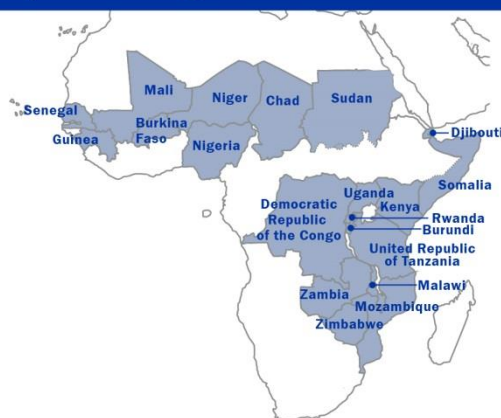 Mali
Niger
Chad
Sudan
Senegal
Burkina
Faso
Guinea
Nigeria
Djibouti
Somalia
Uganda
Kenya
Democratic
Republic
of the Congo
Rwanda
Burundi
United Republic
of Tanzania
Malawi
Zambia
Mozambique
Zimbabwe